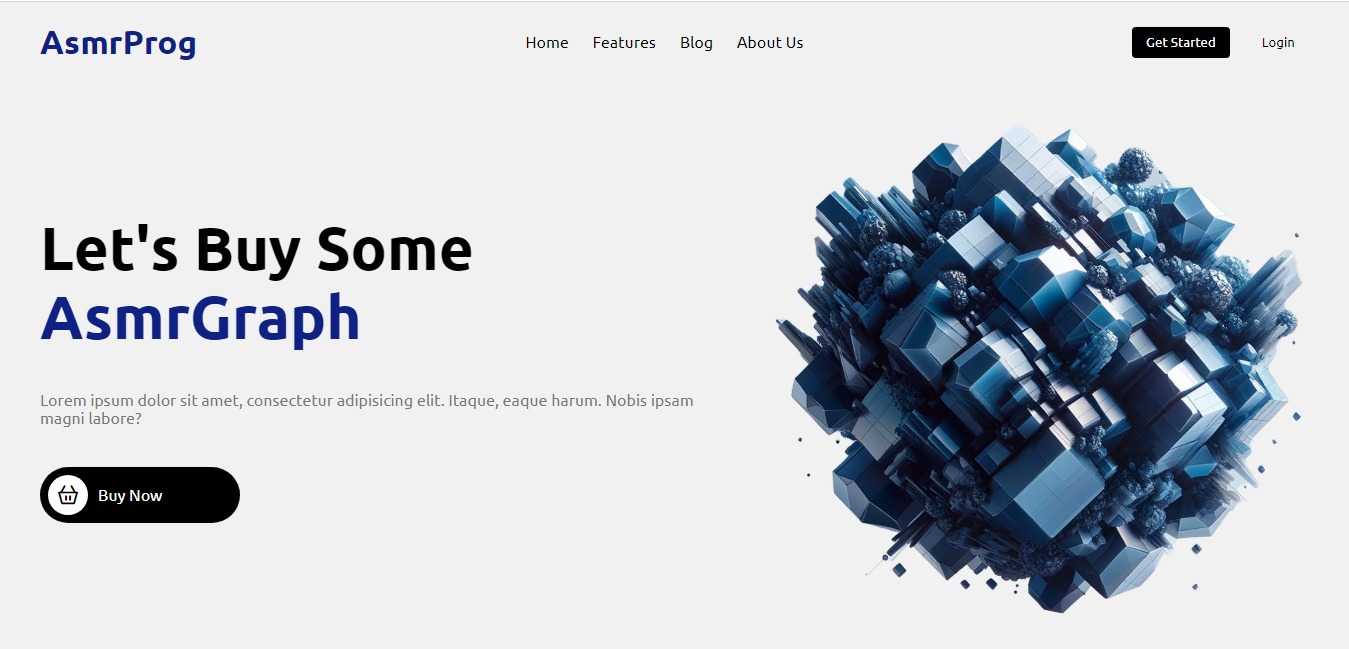 AsmrProg
Home Features Blog About Us
Get Started Login
Let's Buy Some
AsmrGraph
Lorem ipsum dolor sit amet, consectetur adipisicing elit. Itaque, eaque harum. Nobis ipsam
magni labore?
Buy Now